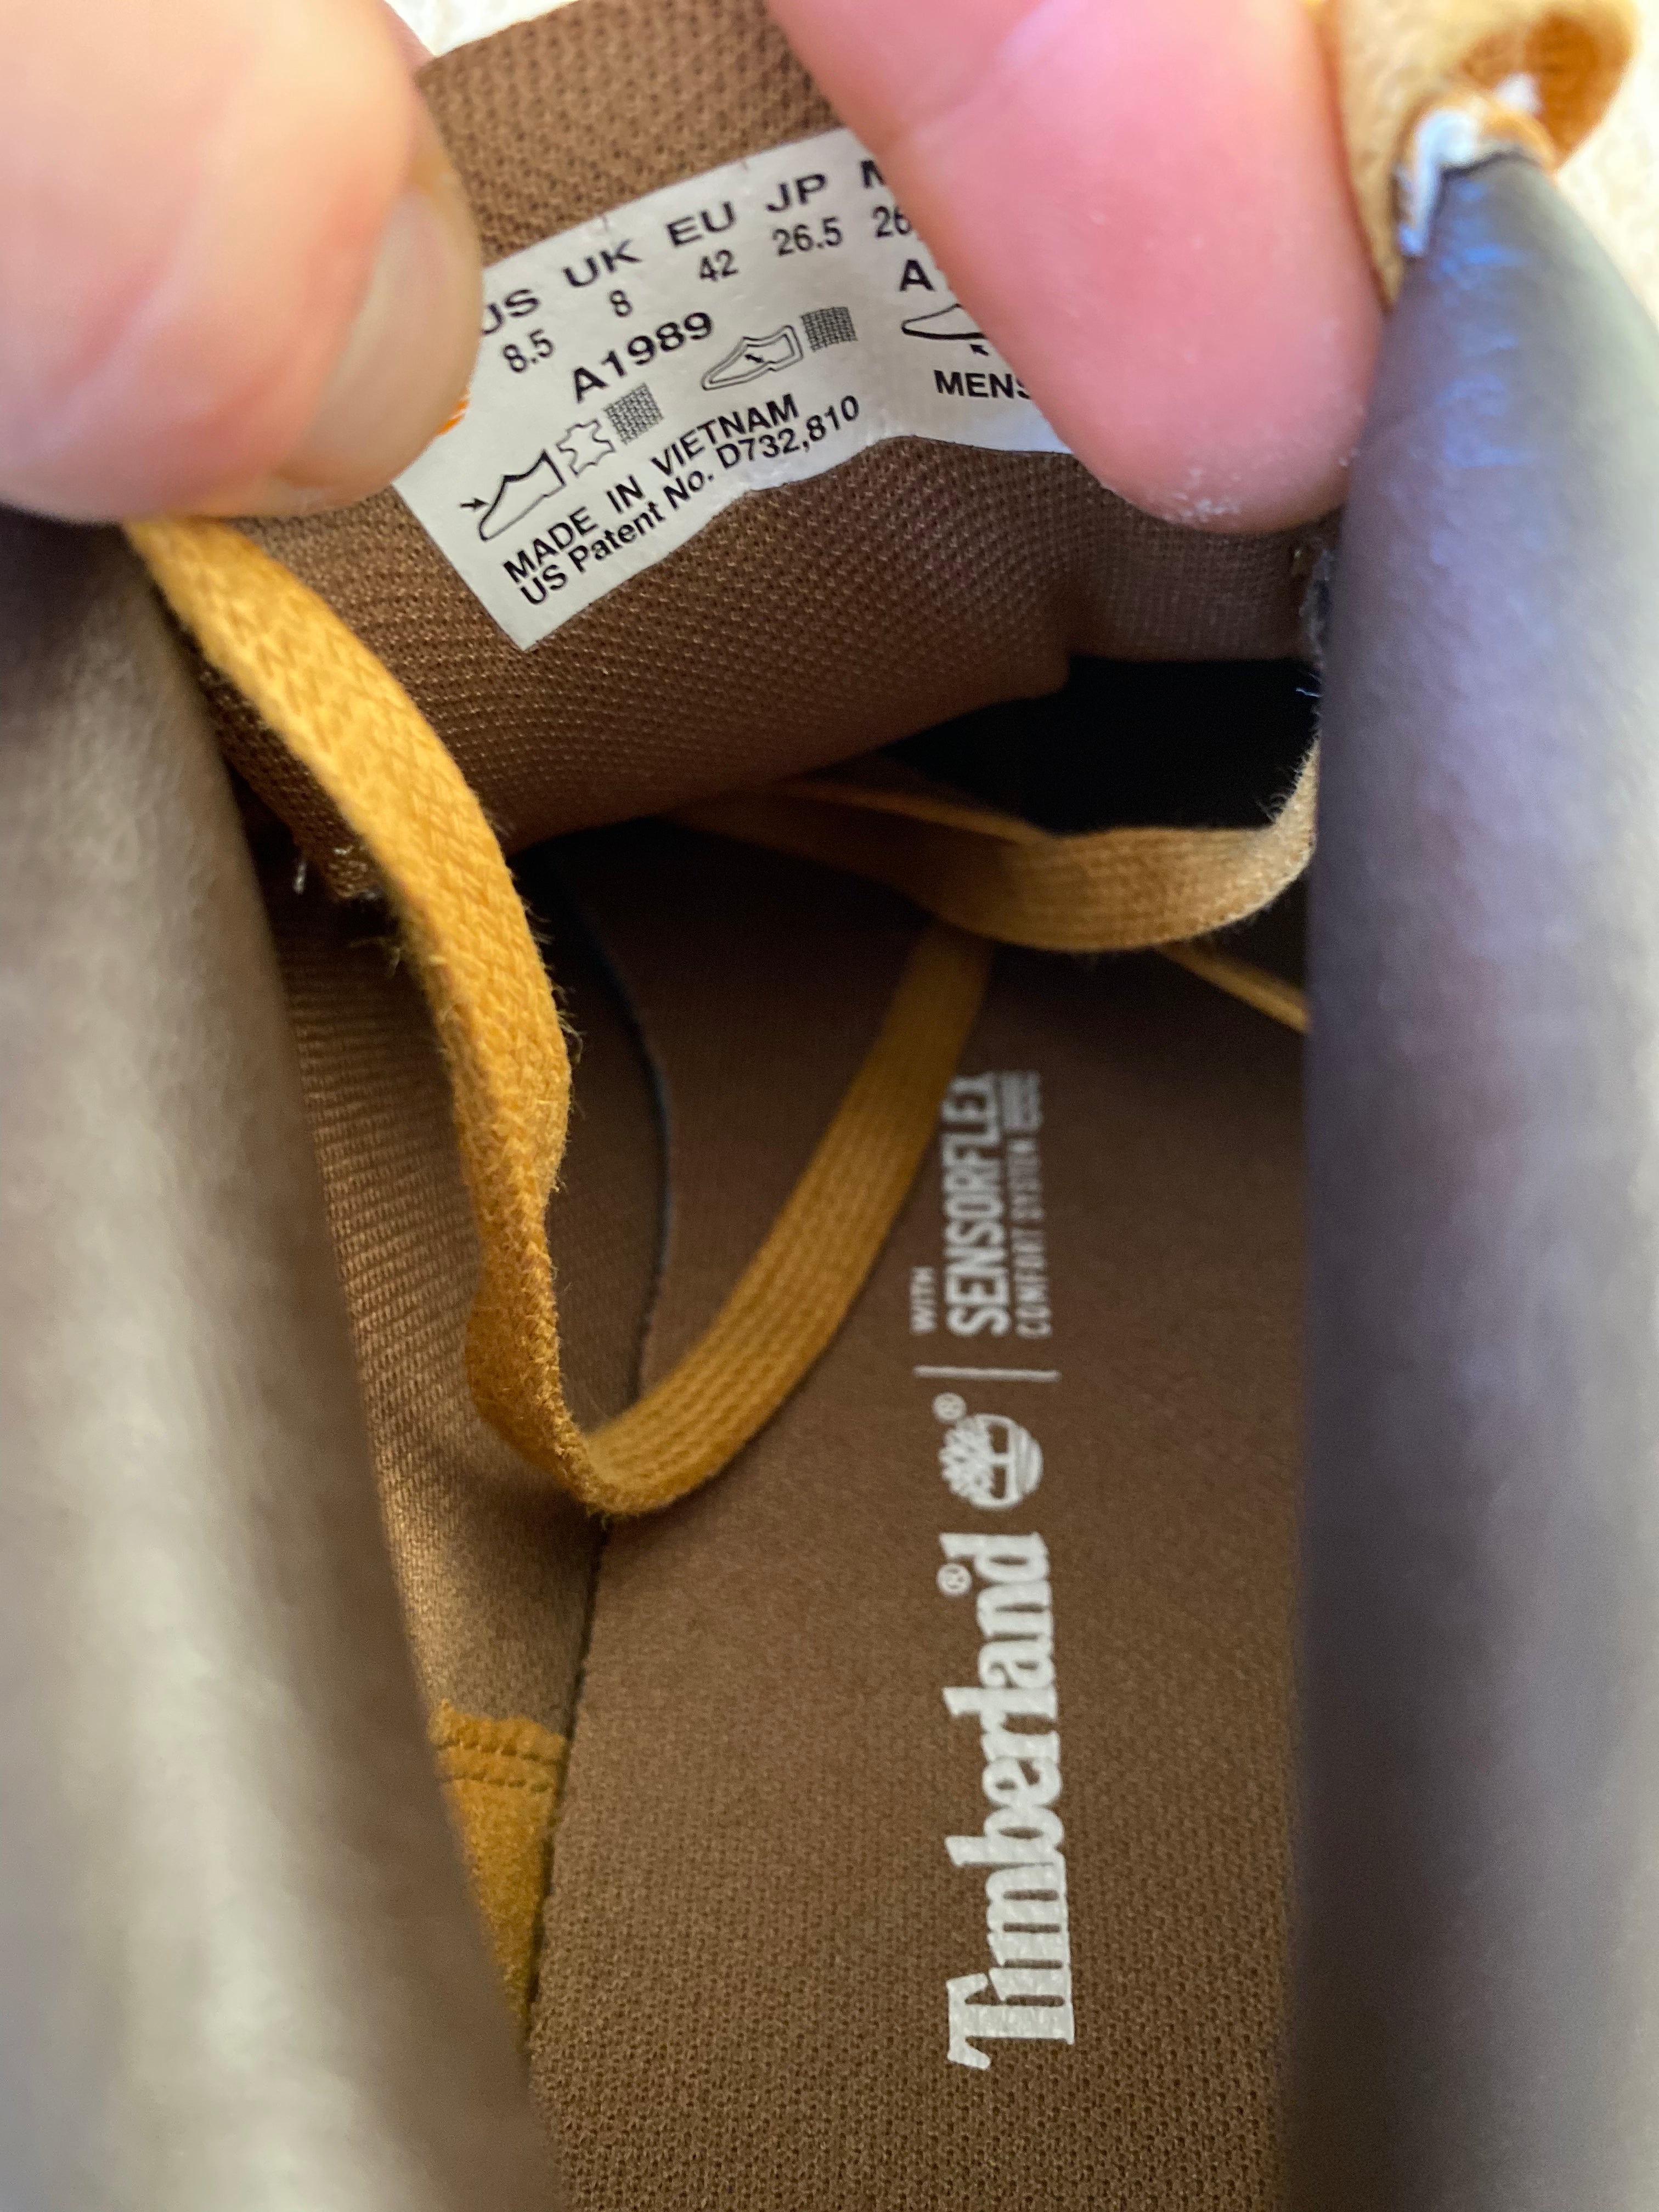 US UK EU JP
8.5 8 42 26.5 26
A1989 A
MENS
MADE IN VIETNAM
US Patent No. D732,810
Timberland®
®
WITH
SENSORFLEX
COMFORT SYSTEM